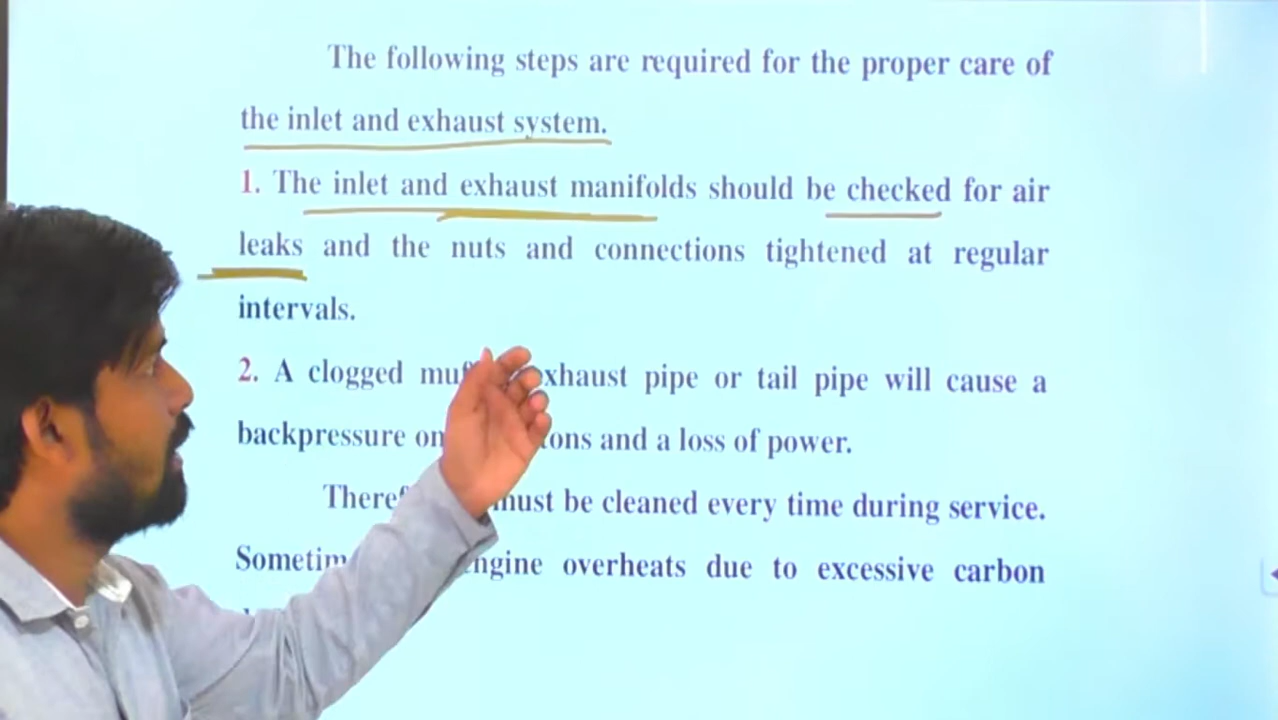 The following steps are required for the proper care of
the inlet and exhaust system.
1. The inlet and exhaust manifolds should be checked for air
leaks and the nuts and connections tightened at regular
intervals.
2. A clogged exhaust pipe or tail pipe will cause a
backpressure on and a loss of power.
must be cleaned every time during service.
overheats due to excessive carbon